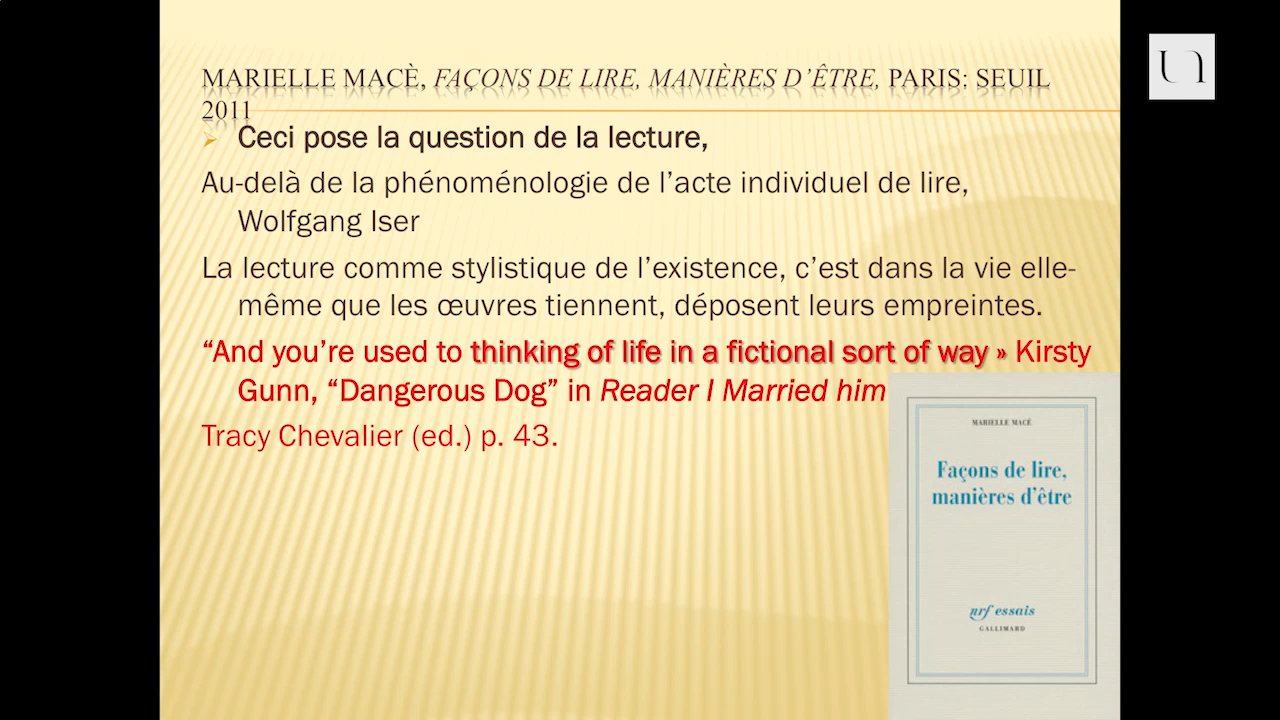 MARIELLE MACÈ, FAÇONS DE LIRE, MANIÈRES D’ÊTRE, PARIS: SEUIL
2011
Ceci pose la question de la lecture,
Au-delà de la phénoménologie de l’acte individuel de lire,
Wolfgang Iser
La lecture comme stylistique de l’existence, c’est dans la vie elle-
même que les œuvres tiennent, déposent leurs empreintes.
“And you’re used to thinking of life in a fictional sort of way » Kirsty
Gunn, “Dangerous Dog” in Reader I Married him
Tracy Chevalier (ed.) p. 43.
MARIELLE MACÉ
Façons de lire,
manières d’être
nrf essais
GALLIMARD